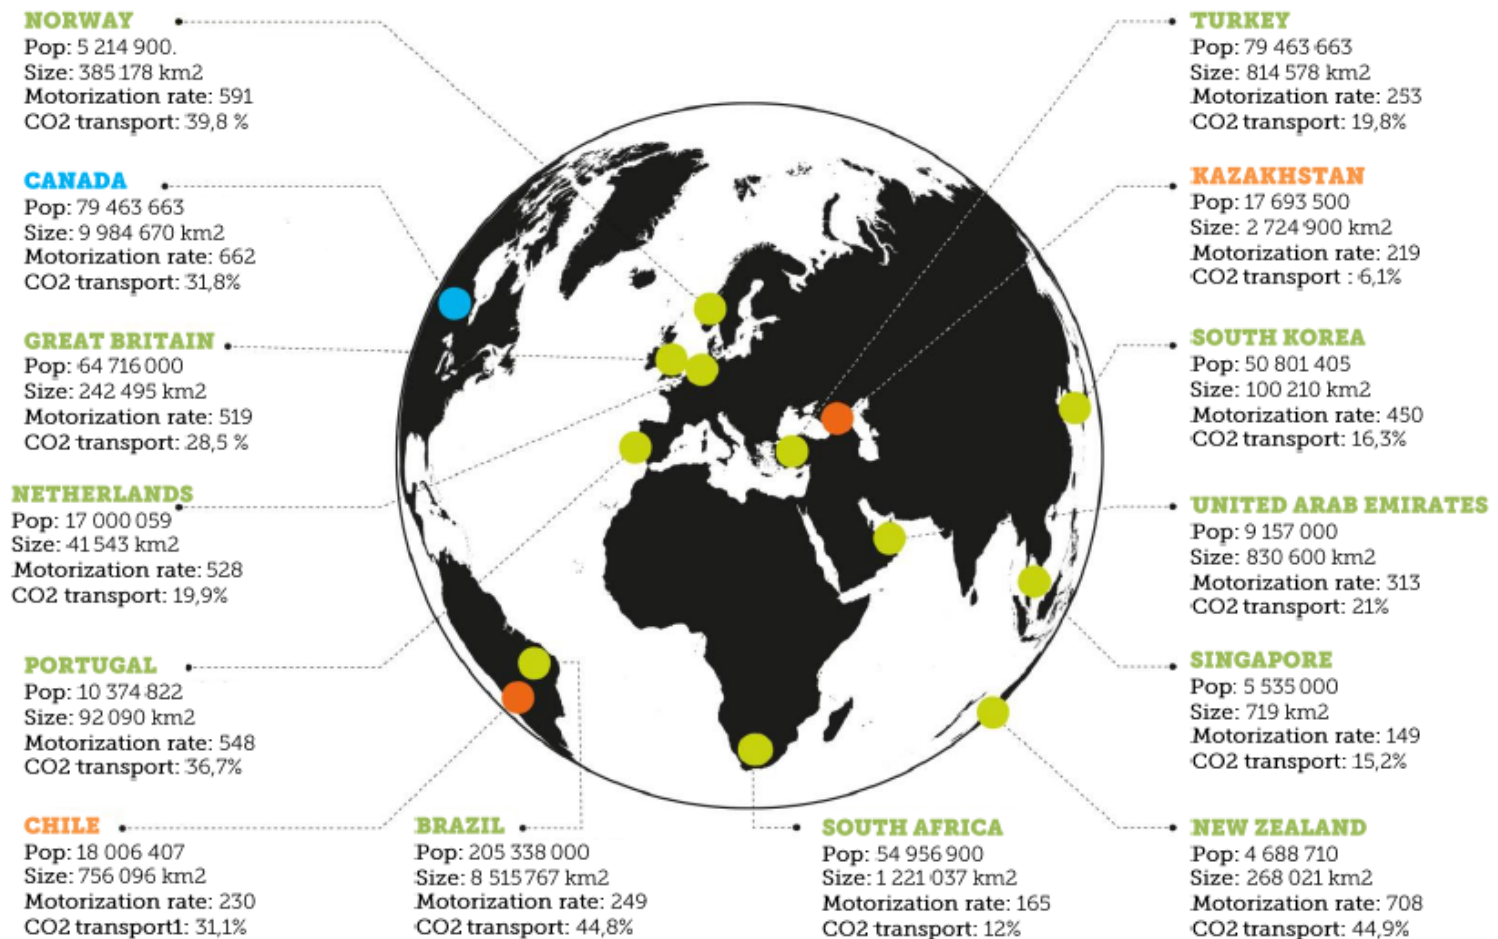 NORWAY
Pop: 5 214 900.
Size: 385 178 km2
Motorization rate: 591
CO2 transport: 39,8 %
CANADA
Pop: 79 463 663
Size: 9 984 670 km2
Motorization rate: 662
CO2 transport: 31,8%
GREAT BRITAIN
Pop: 64 716 000
Size: 242 495 km2
Motorization rate: 519
CO2 transport: 28,5 %
NETHERLANDS
Pop: 17 000 059
Size: 41 543 km2
Motorization rate: 528
CO2 transport: 19,9%
PORTUGAL
Pop: 10 374 822
Size: 92 090 km2
Motorization rate: 548
CO2 transport: 36,7%
CHILE
Pop: 18 006 407
Size: 756 096 km2
Motorization rate: 230
CO2 transport1: 31,1%
BRAZIL
Pop: 205 338 000
Size: 8 515 767 km2
Motorization rate: 249
CO2 transport: 44,8%
SOUTH AFRICA
Pop: 54 956 900
Size: 1 221 037 km2
Motorization rate: 165
CO2 transport: 12%
TURKEY
Pop: 79 463 663
Size: 814 578 km2
Motorization rate: 253
CO2 transport: 19,8%
KAZAKHSTAN
Pop: 17 693 500
Size: 2 724 900 km2
Motorization rate: 219
CO2 transport : 6,1%
SOUTH KOREA
Pop: 50 801 405
Size: 100 210 km2
Motorization rate: 450
CO2 transport: 16,3%
UNITED ARAB EMIRATES
Pop: 9 157 000
Size: 830 600 km2
Motorization rate: 313
CO2 transport: 21%
SINGAPORE
Pop: 5 535 000
Size: 719 km2
Motorization rate: 149
CO2 transport: 15,2%
NEW ZEALAND
Pop: 4 688 710
Size: 268 021 km2
Motorization rate: 708
CO2 transport: 44,9%